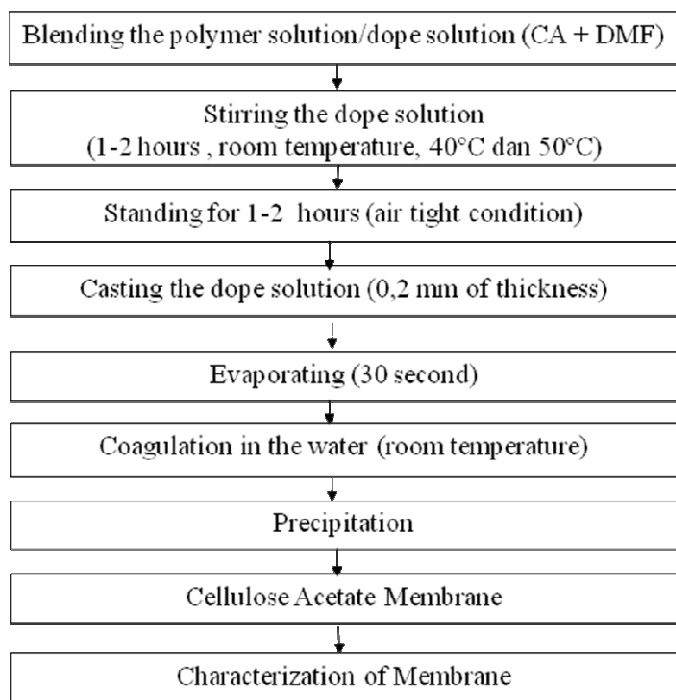 Blending the polymer solution/dope solution (CA + DMF)
Stirring the dope solution
(1-2 hours , room temperature, 40°C dan 50°C)
Standing for 1-2 hours (air tight condition)
Casting the dope solution (0,2 mm of thickness)
Evaporating (30 second)
Coagulation in the water (room temperature)
Precipitation
Cellulose Acetate Membrane
Characterization of Membrane